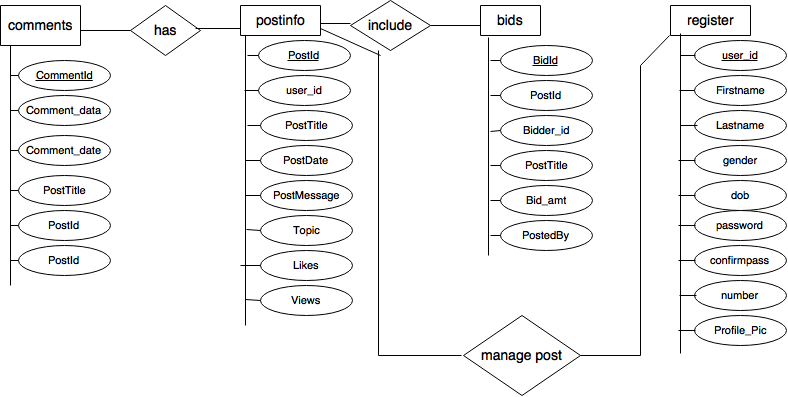 comments
has
postinfo
include
bids
register
CommentId
Comment_data
Comment_date
PostTitle
PostId
PostId
PostId
user_id
PostTitle
PostDate
PostMessage
Topic
Likes
Views
BidId
PostId
Bidder_id
PostTitle
Bid_amt
PostedBy
user_id
Firstname
Lastname
gender
dob
password
confirmpass
number
Profile_Pic
manage post